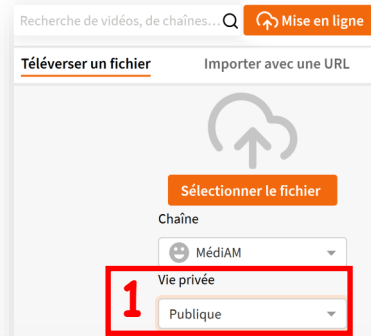 Recherche de vidéos, de chaînes... Mise en ligne
Téléverser un fichier Importer avec une URL
Sélectionner le fichier
Chaîne
MédiAM
Vie privée
1
Publique